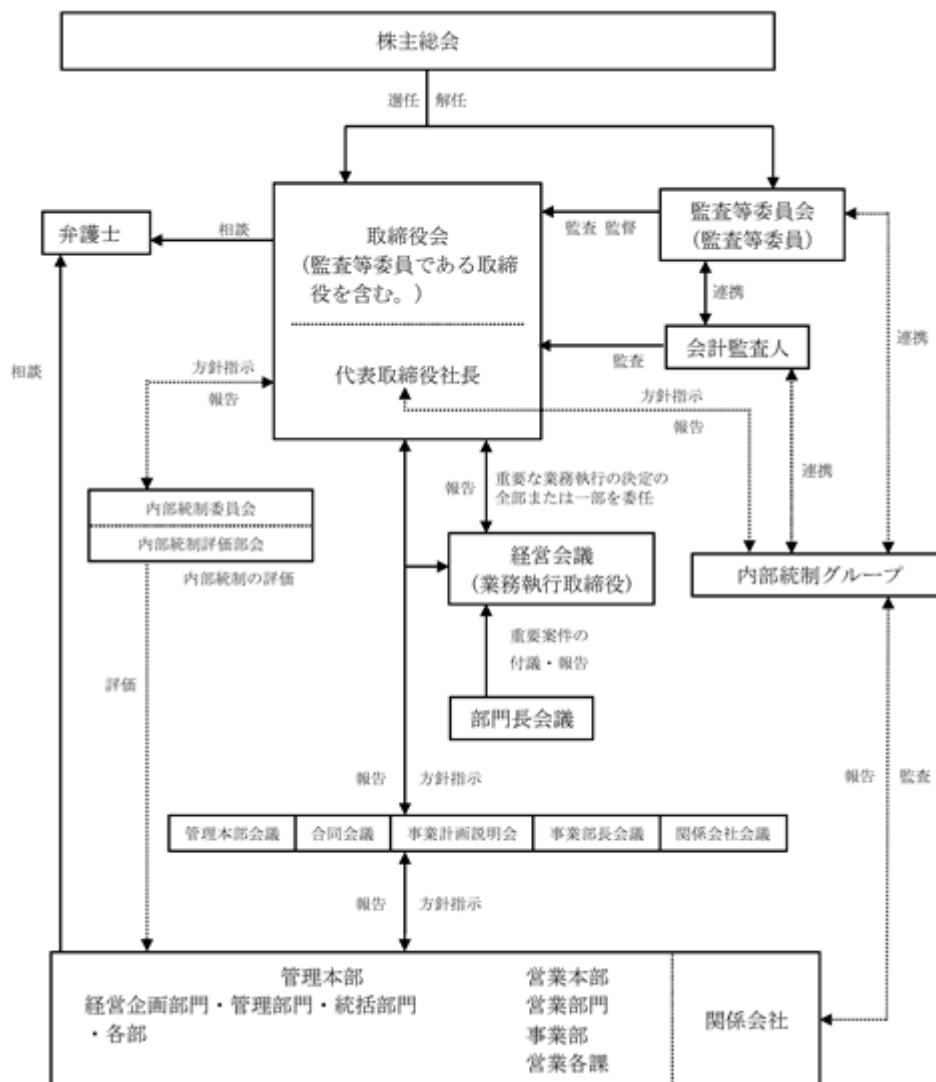 株主総会
選任 解任
監査等委員会
(監査等委員)
弁護士
相談
取締役会
(監査等委員である取締
役を含む。)
監査 監督
連携
会計監査人
連携
監査
相談
方針指示
報告
代表取締役社長
方針指示
報告
連携
報告
重要な業務執行の決定の
全部または一部を委任
内部統制委員会
内部統制評価部会
内部統制の評価
経営会議
(業務執行取締役)
内部統制グループ
重要案件の
付議・報告
評価
部門長会議
報告 方針指示
報告 監査
管理本部会議 合同会議 事業計画説明会 事業部長会議 関係会社会議
報告 方針指示
管理本部
経営企画部門・管理部門・統括部門
・各部
営業本部
営業部門
事業部
営業各課
関係会社